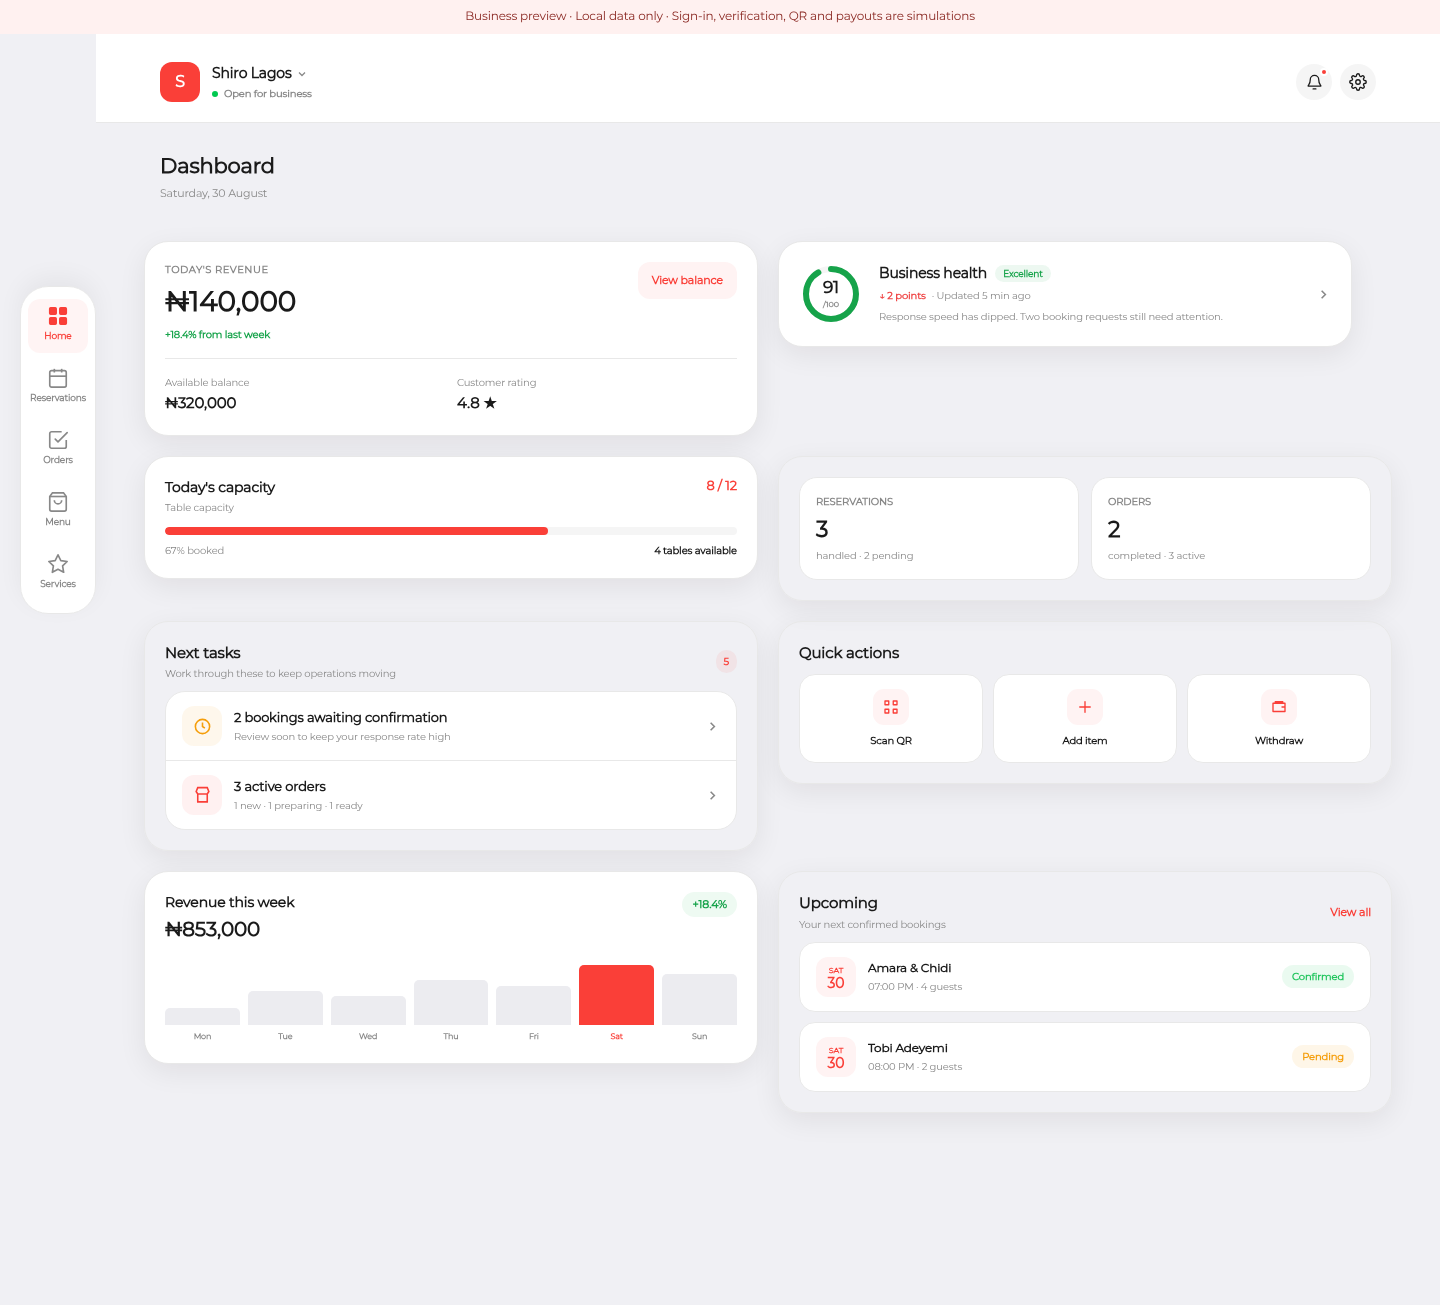 Business preview · Local data only · Sign-in, verification, QR and payouts are simulations
S
Shiro Lagos
Open for business
Dashboard
Saturday, 30 August
Home
Reservations
Orders
Menu
Services
TODAY'S REVENUE
View balance
₦140,000
+18.4% from last week
Available balance
₦320,000
Customer rating
4.8 ★
91
/100
Business health
Excellent
↓ 2 points · Updated 5 min ago
Response speed has dipped. Two booking requests still need attention.
Today's capacity
8 / 12
Table capacity
67% booked
4 tables available
RESERVATIONS
3
handled · 2 pending
ORDERS
2
completed · 3 active
Next tasks
Work through these to keep operations moving
5
2 bookings awaiting confirmation
Review soon to keep your response rate high
3 active orders
1 new · 1 preparing · 1 ready
Quick actions
Scan QR
Add item
Withdraw
Revenue this week
+18.4%
₦853,000
Mon
Tue
Wed
Thu
Fri
Sat
Sun
Upcoming
Your next confirmed bookings
View all
SAT
30
Amara & Chidi
07:00 PM · 4 guests
Confirmed
SAT
30
Tobi Adeyemi
08:00 PM · 2 guests
Pending